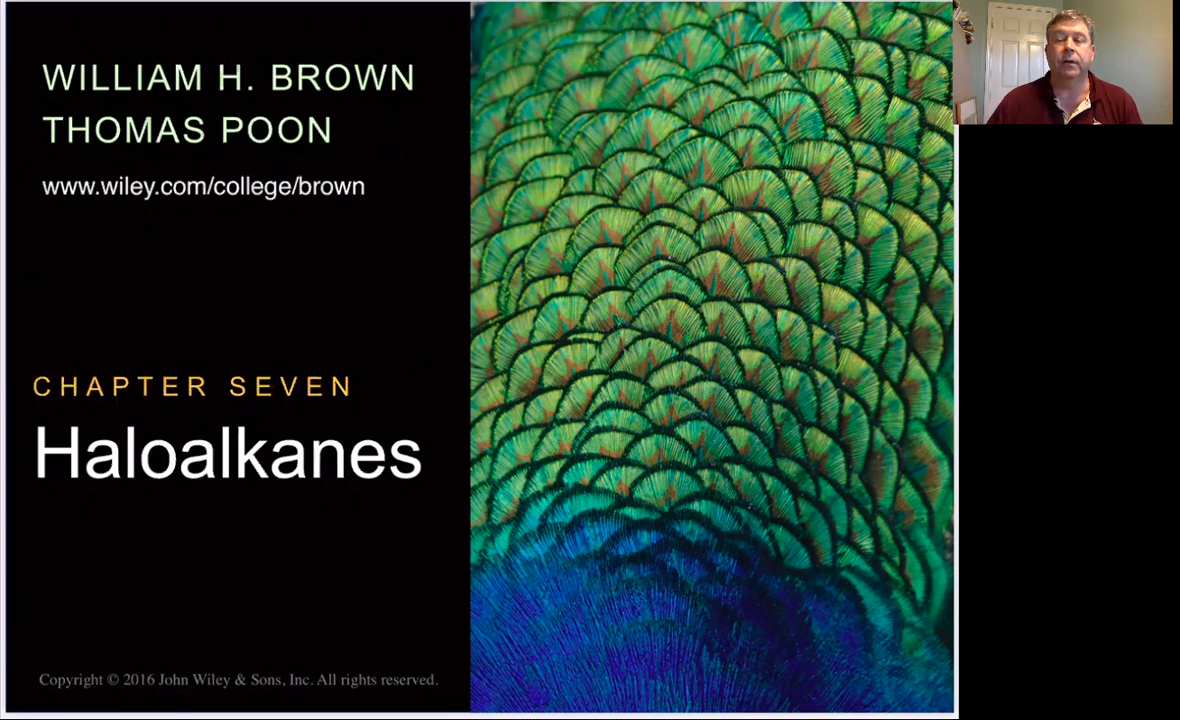 WILLIAM H. BROWN
THOMAS POON
www.wiley.com/college/brown
CHAPTER SEVEN
Haloalkanes
Copyright © 2016 John Wiley & Sons, Inc. All rights reserved.